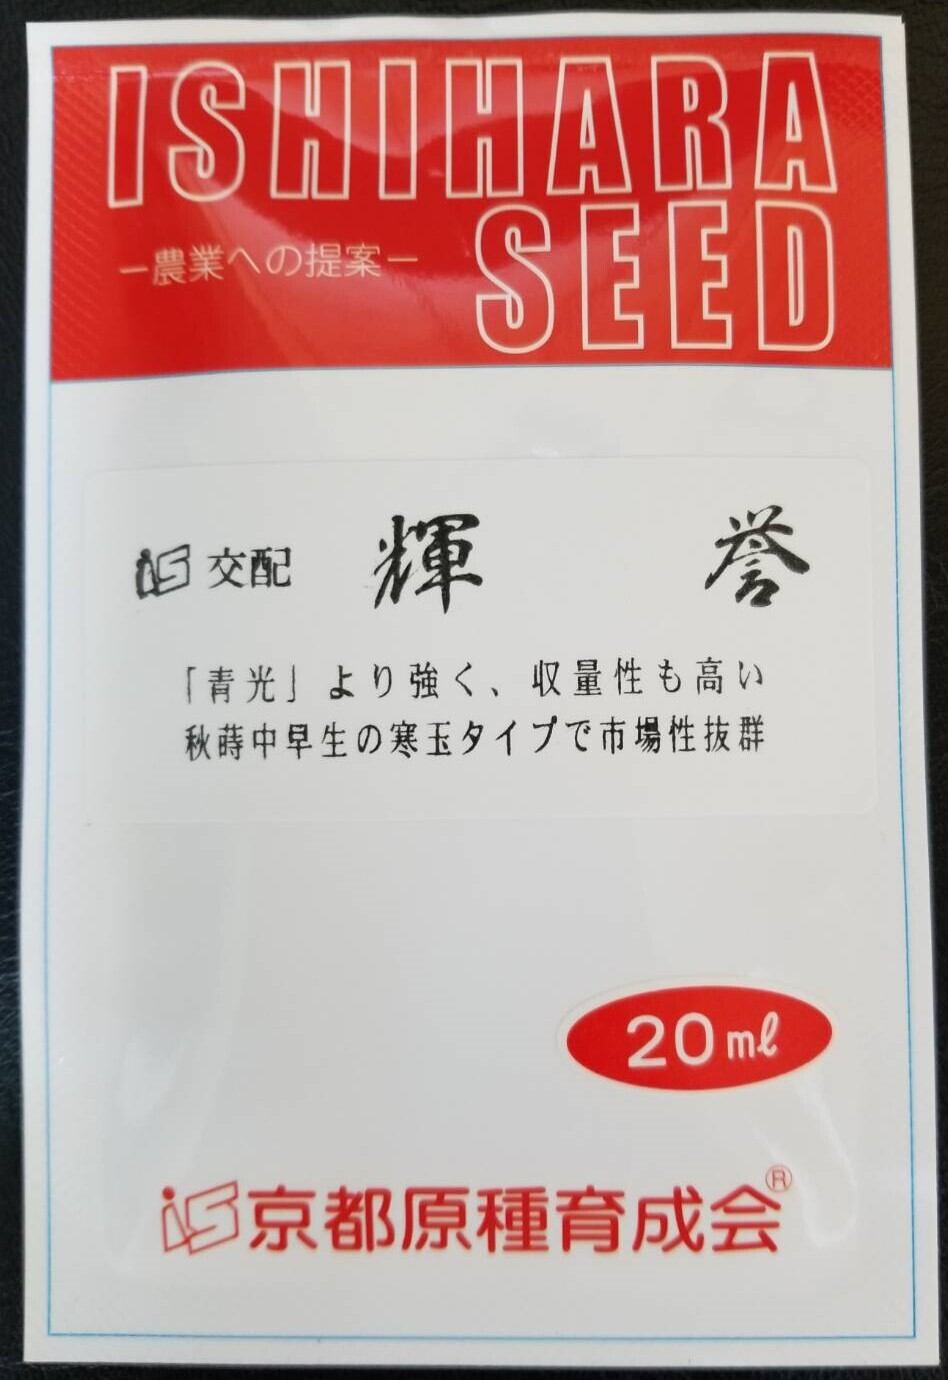 ISHIHARA
SEED
―農業への提案―
is 交配 輝 誉
「青光」より強く、収量性も高い
秋蒔中早生の寒玉タイプで市場性抜群
20ml
is京都原種育成会®